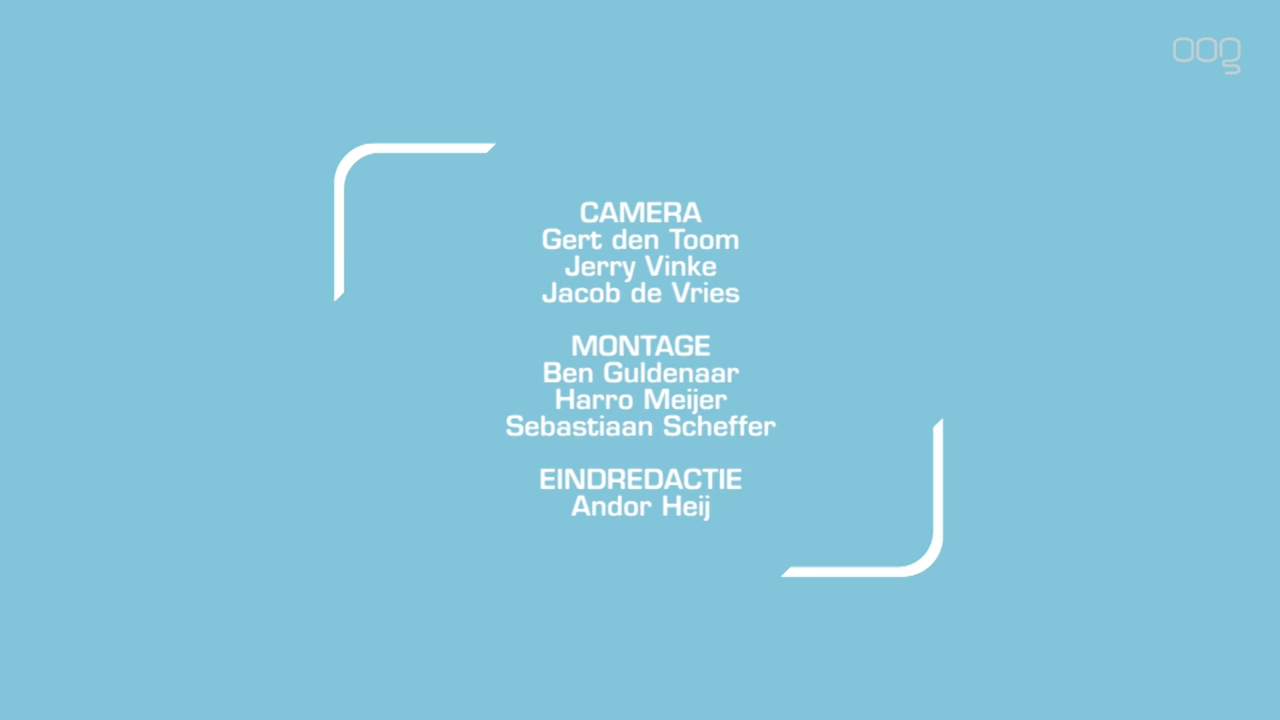 oog
CAMERA
Gert den Toom
Jerry Vinke
Jacob de Vries
MONTAGE
Ben Guldenaar
Harro Meijer
Sebastiaan Scheffer
EINDREDACTIE
Andor Heij